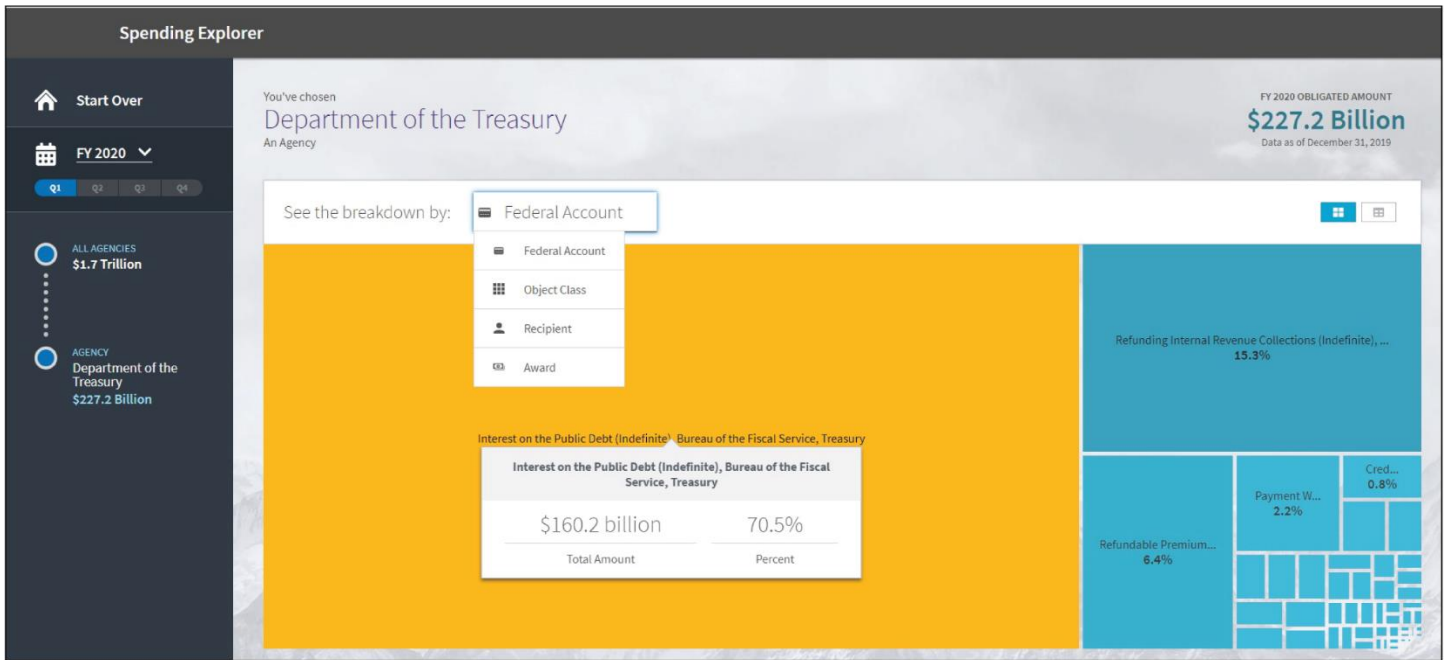 Spending Explorer
Start Over
FY 2020
Q1 Q2 Q3 Q4
ALL AGENCIES
$1.7 Trillion
AGENCY
Department of the
Treasury
$227.2 Billion
You've chosen
Department of the Treasury
An Agency
FY 2020 OBLIGATED AMOUNT
$227.2 Billion
Data as of December 31, 2019
See the breakdown by:
Federal Account
Federal Account
Object Class
Recipient
Award
Interest on the Public Debt (Indefinite), Bureau of the Fiscal Service, Treasury
Interest on the Public Debt (Indefinite), Bureau of the Fiscal
Service, Treasury
$160.2 billion
70.5%
Total Amount
Percent
Refunding Internal Revenue Collections (Indefinite), ...
15.3%
Refundable Premium...
6.4%
Payment W...
2.2%
Cred...
0.8%